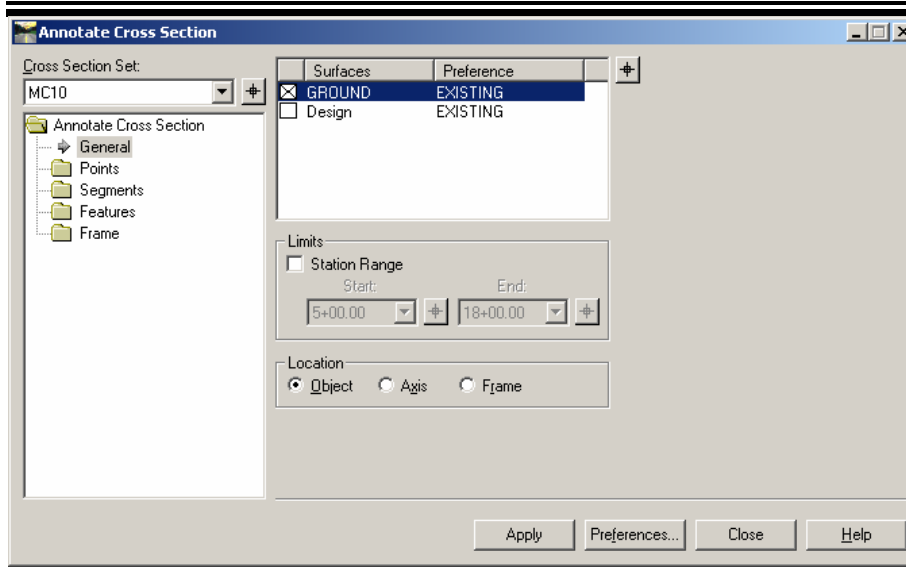 Annotate Cross Section
Cross Section Set:
MC10
Annotate Cross Section
General
Points
Segments
Features
Frame
Surfaces Preference
GROUND EXISTING
Design EXISTING
Limits
Station Range
Start: End:
5+00.00 18+00.00
Location
Object Axis Frame
Apply Preferences... Close Help